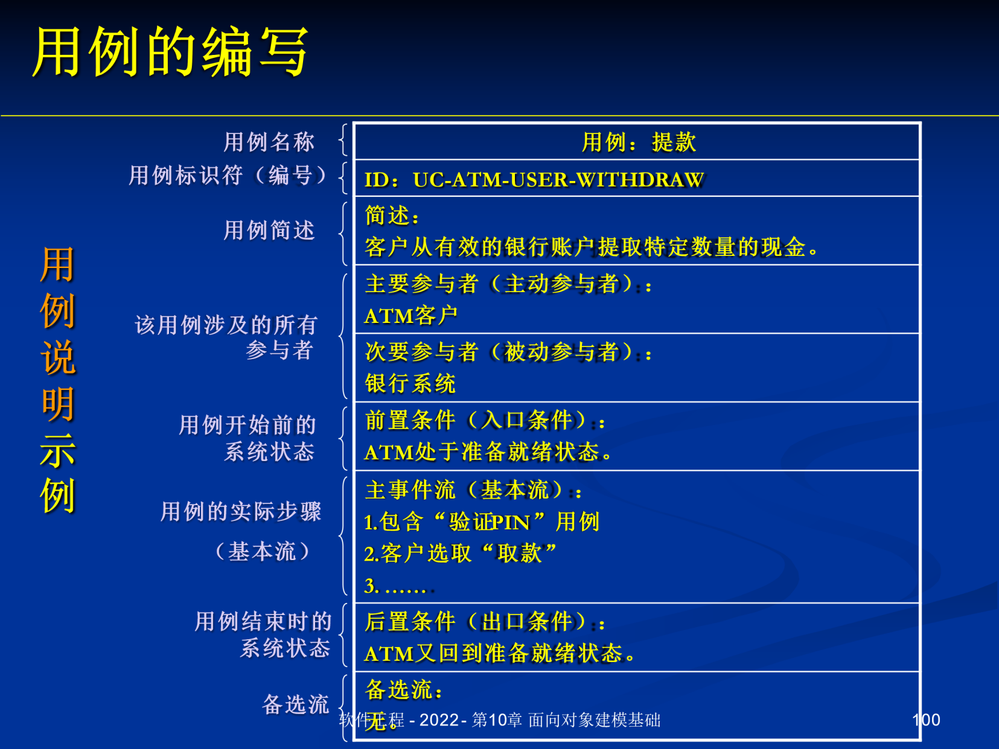 用例的编写
用例说明示例
用例名称
用例：提款
用例标识符（编号）
ID：UC-ATM-USER-WITHDRAW
用例简述
简述：
客户从有效的银行账户提取特定数量的现金。
该用例涉及的所有
参与者
主要参与者（主动参与者）：
ATM客户
次要参与者（被动参与者）：
银行系统
用例开始前的
系统状态
前置条件（入口条件）：
ATM处于准备就绪状态。
用例的实际步骤
（基本流）
主事件流（基本流）：
1.包含“验证PIN”用例
2.客户选取“取款”
3. ……
用例结束时的
系统状态
后置条件（出口条件）：
ATM又回到准备就绪状态。
备选流
备选流：
无。
软件工程 - 2022 - 第10章 面向对象建模基础
100